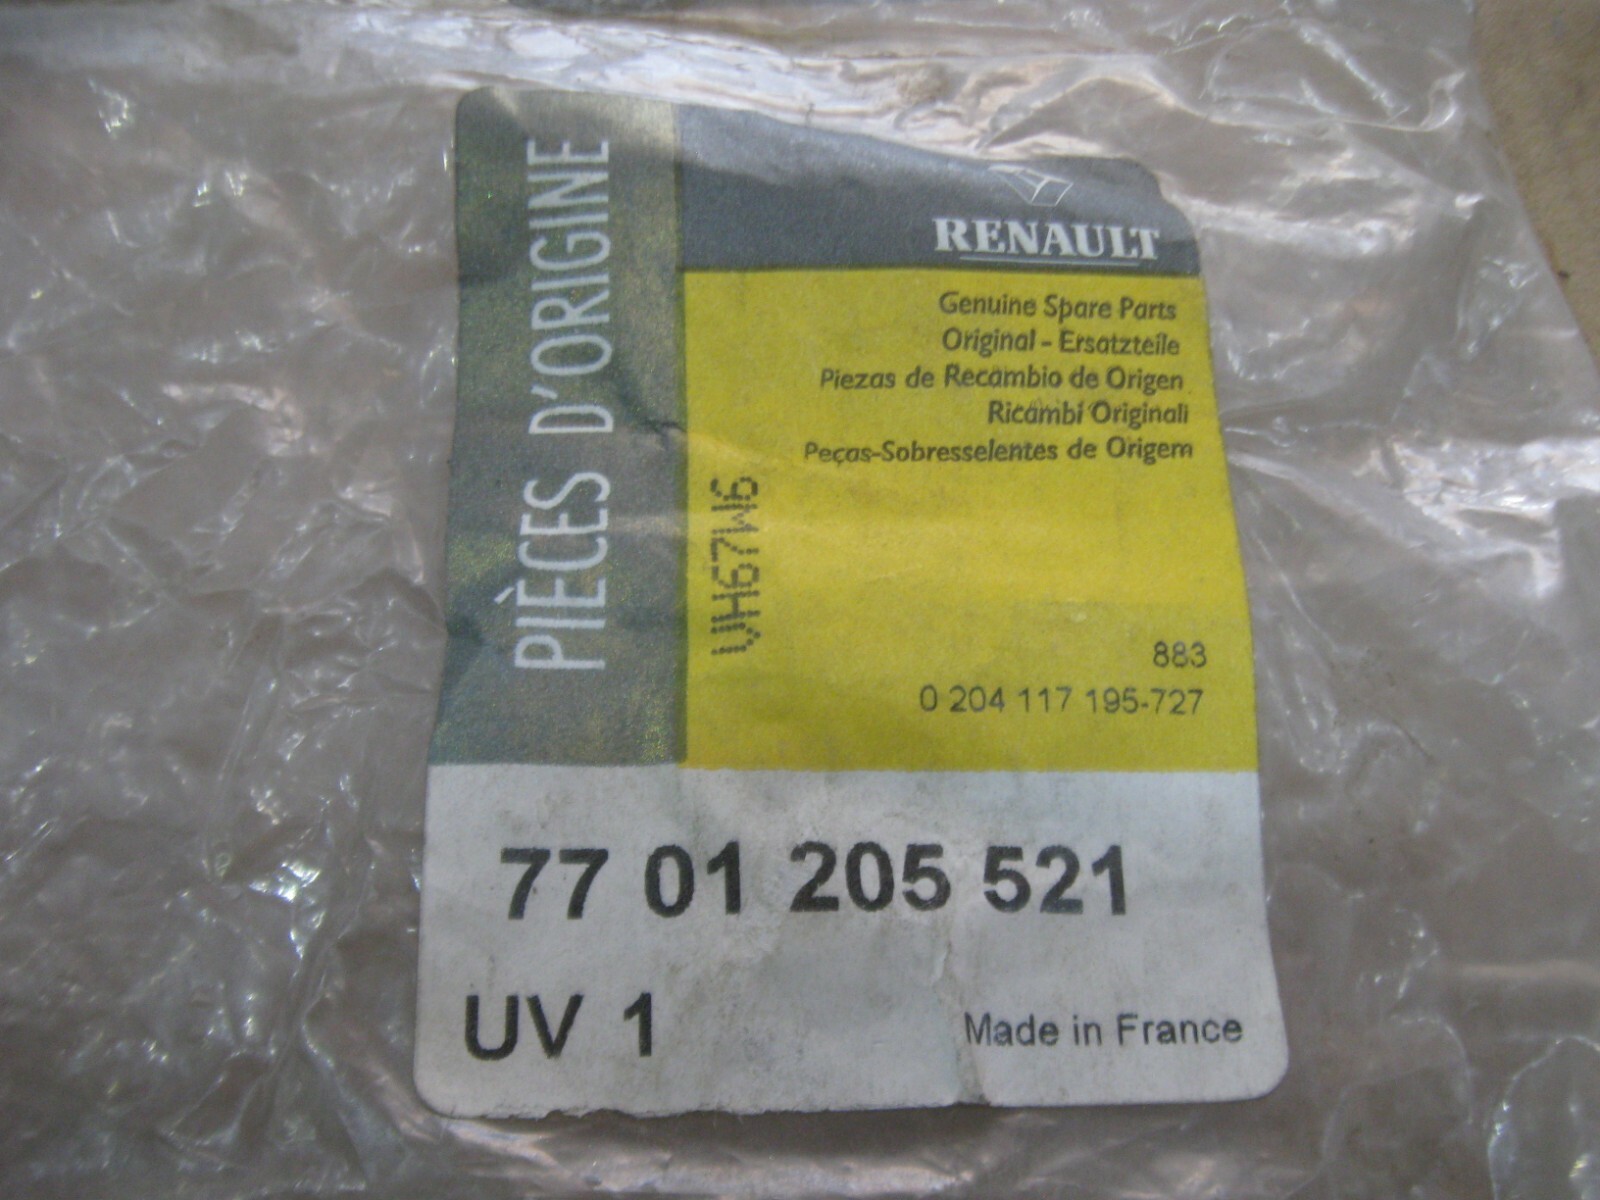 PIÈCES D'ORIGINE
RENAULT
Genuine Spare Parts
Original - Ersatzteile
Piezas de Recambio de Origen
Ricambi Originali
Peças-Sobresselentes de Origem
VH67W6
883
0 204 117 195-727
77 01 205 521
UV 1
Made in France